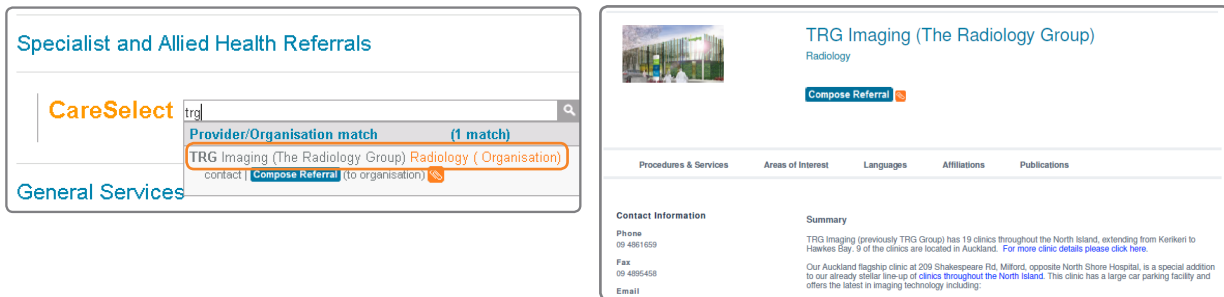 Specialist and Allied Health Referrals
CareSelect trg
Provider/Organisation match (1 match)
TRG Imaging (The Radiology Group) Radiology ( Organisation)
contact | Compose Referral (to organisation)
General Services
TRG Imaging (The Radiology Group)
Radiology
Compose Referral
Procedures & Services Areas of Interest Languages Affiliations Publications
Contact Information
Phone
09 4861659
Fax
09 4895458
Email
Summary
TRG Imaging (previously TRG Group) has 19 clinics throughout the North Island, extending from Kerikeri to
Hawkes Bay. 9 of the clinics are located in Auckland. For more clinic details please click here.
Our Auckland flagship clinic at 209 Shakespeare Rd, Milford, opposite North Shore Hospital, is a special addition
to our already stellar line-up of clinics throughout the North Island. This clinic has a large car parking facility and
offers the latest in imaging technology including: